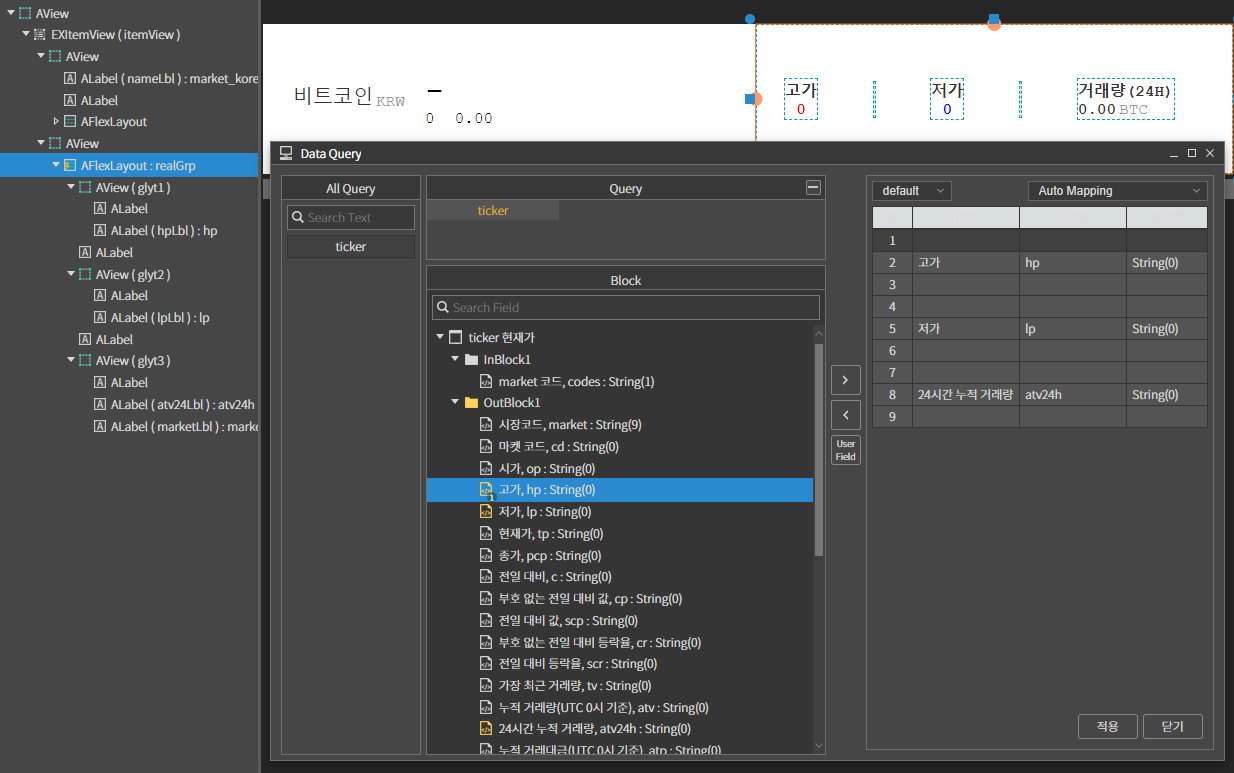 AView
EXItemView ( itemView )
AView
ALabel ( nameLbl ) : market_kore
ALabel
AFlexLayout
AView
AFlexLayout : realGrp
AView ( glyt1 )
ALabel
ALabel ( hpLbl ) : hp
ALabel
AView ( glyt2 )
ALabel
ALabel ( lpLbl ) : lp
ALabel
AView ( glyt3 )
ALabel
ALabel ( atv24Lbl ) : atv24h
ALabel ( marketLbl ) : marke
비트코인 KRW
0 0.00
고가
0
저가
0
거래량(24H)
0.00 BTC
Data Query
All Query
Search Text
ticker
Query
ticker
Block
Search Field
ticker 현재가
InBlock1
market 코드, codes : String(1)
OutBlock1
시장코드, market : String(9)
마켓 코드, cd : String(0)
시가, op : String(0)
고가, hp : String(0)
저가, lp : String(0)
현재가, tp : String(0)
종가, pcp : String(0)
전일 대비, c : String(0)
부호 없는 전일 대비 값, cp : String(0)
전일 대비 값, scp : String(0)
부호 없는 전일 대비 등락율, cr : String(0)
전일 대비 등락율, scr : String(0)
가장 최근 거래량, tv : String(0)
누적 거래량(UTC 0시 기준), atv : String(0)
24시간 누적 거래량, atv24h : String(0)
누적 거래대금(UTC 0시 기준), atp : String(0)
User
Field
default
Auto Mapping
1
2 고가 hp String(0)
3
4
5 저가 lp String(0)
6
7
8 24시간 누적 거래량 atv24h String(0)
9
적용
닫기